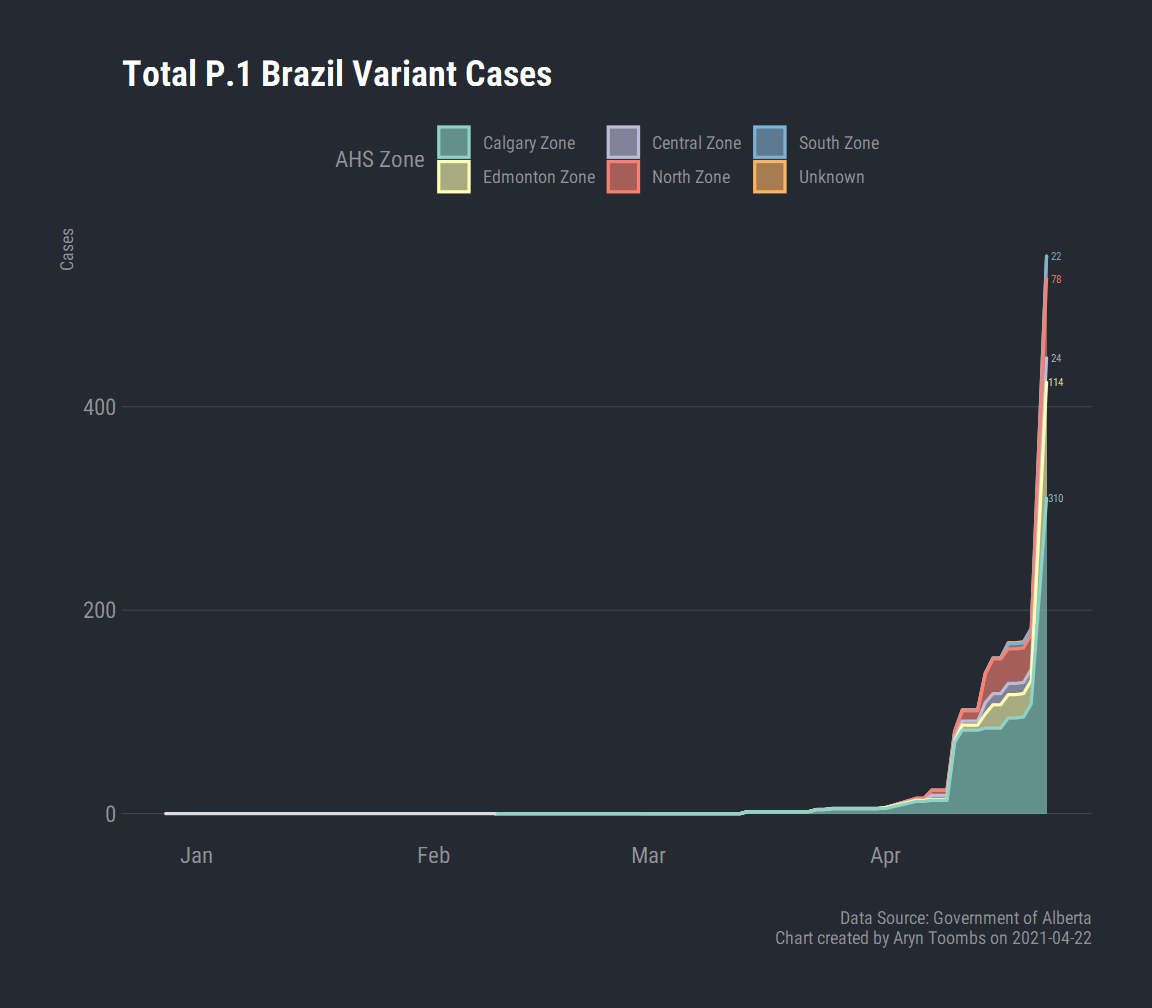 Total P.1 Brazil Variant Cases
AHS Zone
Calgary Zone
Central Zone
South Zone
Edmonton Zone
North Zone
Unknown
Cases
22
78
24
114
400
310
200
0
Jan
Feb
Mar
Apr
Data Source: Government of Alberta
Chart created by Aryn Toombs on 2021-04-22